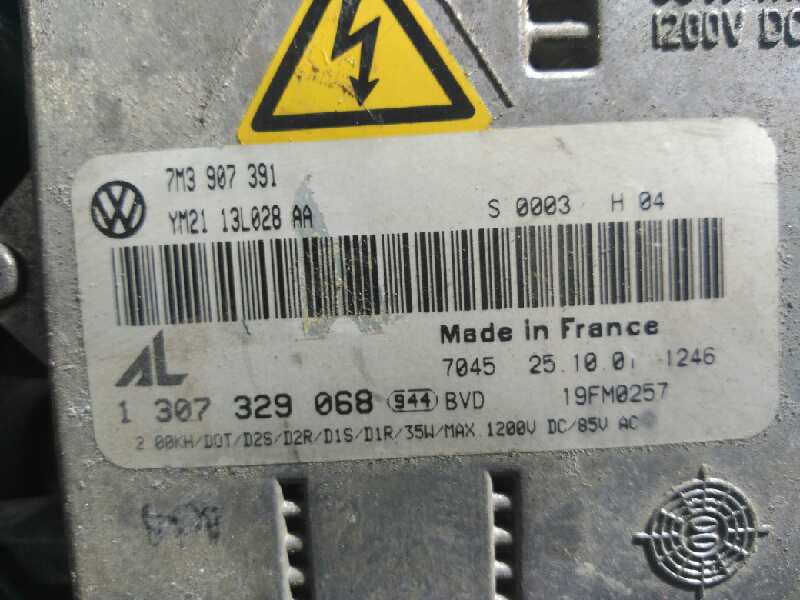 1200V DC
7M3 907 391
YM21 13L028 AA
S 0003 H 04
Made in France
7045 25.10.0 1246
AL
1 307 329 068 944 BVD 19FM0257
2.00KH/DOT/D2S/D2R/D1S/D1R/35W/MAX 1200V DC/85V AC